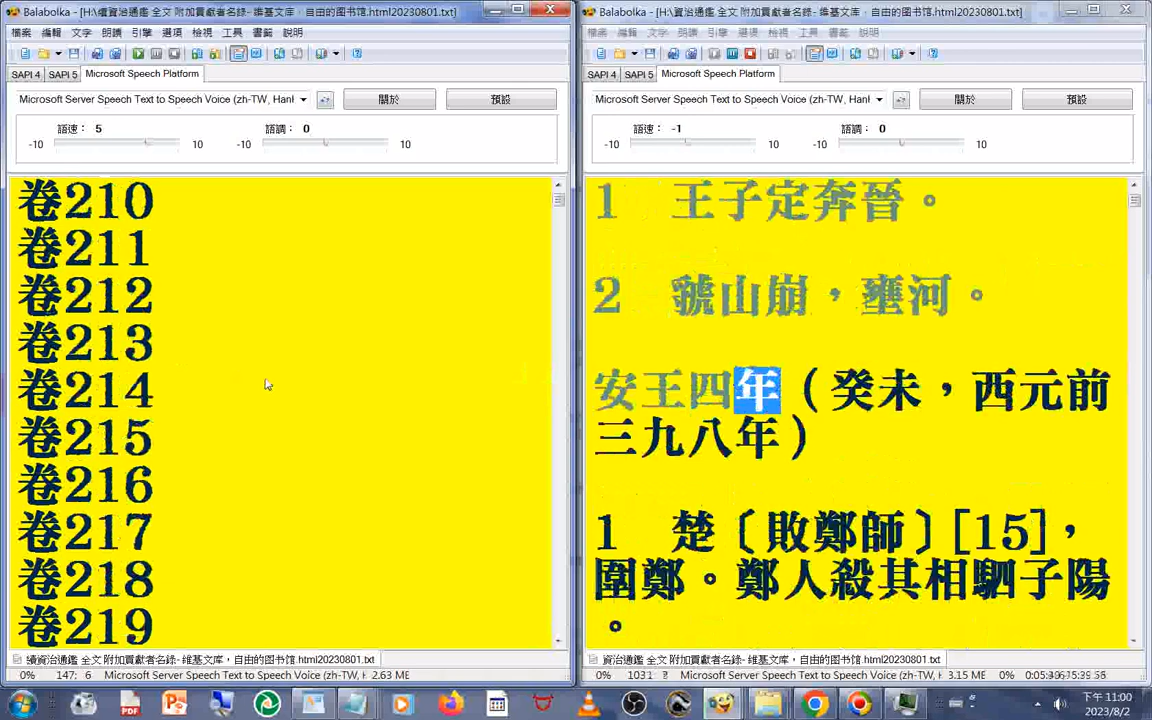 Balabolka - [H:\續資治通鑑 全文 附加貢獻者名錄- 維基文库，自由的图书馆.html20230801.txt]
檔案 編輯 文字 朗讀 引擎 選項 檢視 工具 書籤 說明
SAPI 4 SAPI 5 Microsoft Speech Platform
Microsoft Server Speech Text to Speech Voice (zh-TW, Hanl
關於 預設
語速： 5 語調： 0
-10 10 -10 10
卷210
卷211
卷212
卷213
卷214
卷215
卷216
卷217
卷218
卷219
續資治通鑑 全文 附加貢獻者名錄- 維基文库，自由的图书馆.html20230801.txt
0% 147: 6 Microsoft Server Speech Text to Speech Voice (zh-TW, H 2.63 ME
Balabolka - [H:\資治通鑑 全文 附加貢獻者名錄- 維基文库，自由的图书馆.html20230801.txt]
檔案 編輯 文字 朗讀 引擎 選項 檢視 工具 書籤 說明
SAPI 4 SAPI 5 Microsoft Speech Platform
Microsoft Server Speech Text to Speech Voice (zh-TW, Hanl
關於 預設
語速： -1 語調： 0
-10 10 -10 10
1 王子定奔晉。
2 虢山崩，壅河。
安王四年（癸未，西元前
三九八年）
1 楚〔敗鄭師〕[15]，
圍鄭。鄭人殺其相駟子陽
。
資治通鑑 全文 附加貢獻者名錄- 維基文库，自由的图书馆.html20230801.txt
0% 1031: Microsoft Server Speech Text to Speech Voice (zh-TW, H 3.15 ME 0%
PDF
下午 11:00
2023/8/2